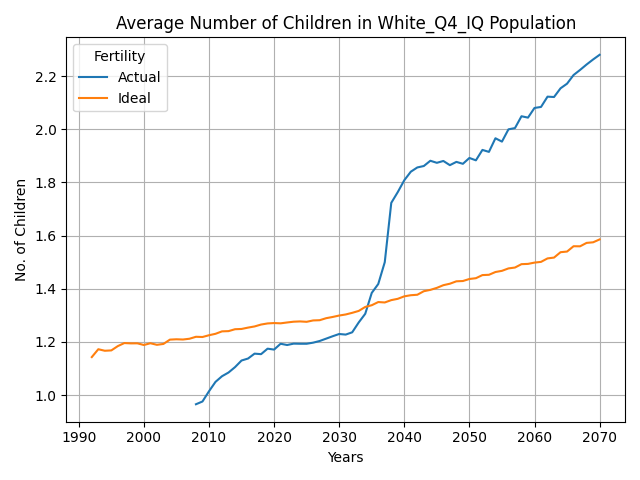 Average Number of Children in White_Q4_IQ Population
Fertility
Actual
Ideal
No. of Children
2.2
2.0
1.8
1.6
1.4
1.2
1.0
1990 2000 2010 2020 2030 2040 2050 2060 2070
Years